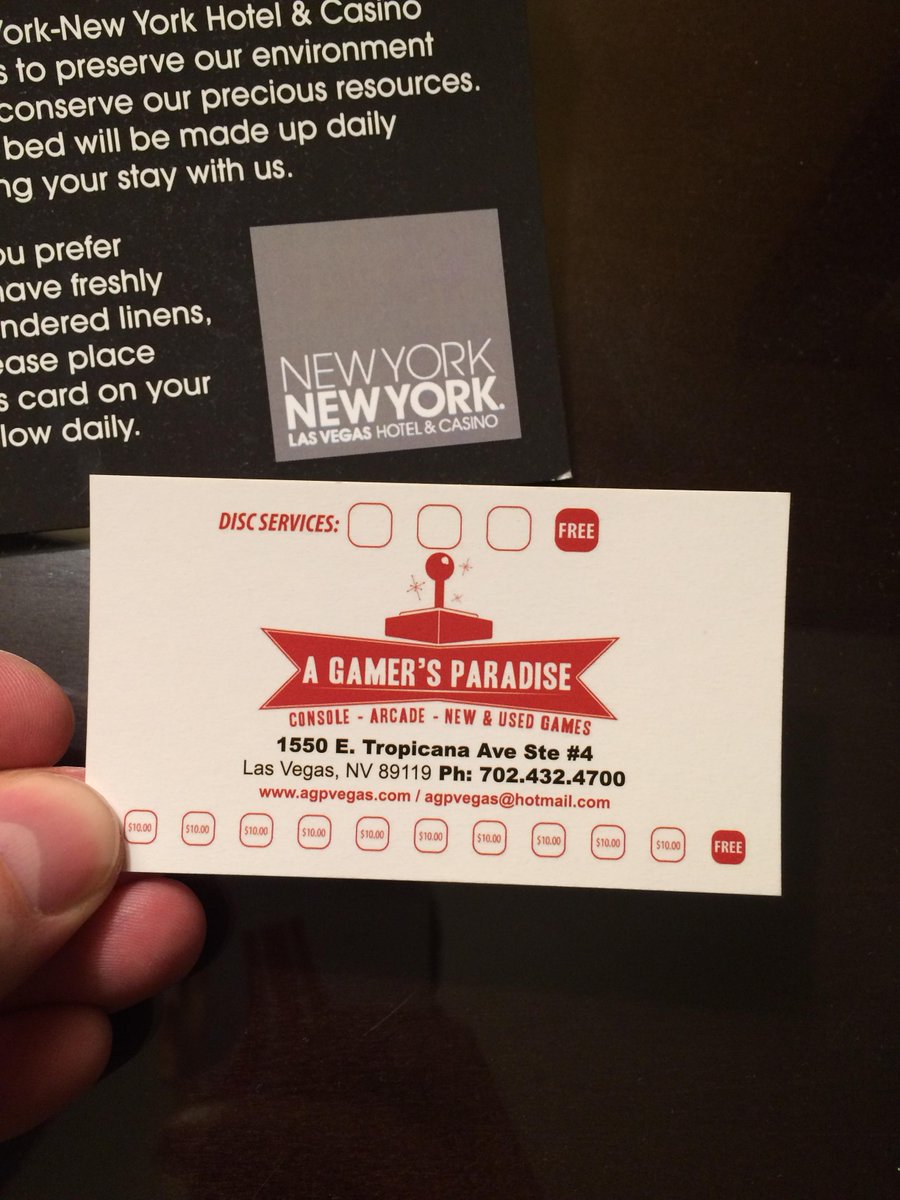 York-New York Hotel & Casino
to preserve our environment
conserve our precious resources.
bed will be made up daily
your stay with us.
prefer
have freshly
linens,
place
card on your
daily.
NEW YORK
NEW YORK.
LAS VEGAS HOTEL & CASINO
DISC SERVICES: FREE
A GAMER'S PARADISE
CONSOLE - ARCADE - NEW & USED GAMES
1550 E. Tropicana Ave Ste #4
Las Vegas, NV 89119 Ph: 702.432.4700
www.agpvegas.com / agpvegas@hotmail.com
$10.00 $10.00 $10.00 $10.00 $10.00 $10.00 $10.00 $10.00 $10.00 $10.00 FREE